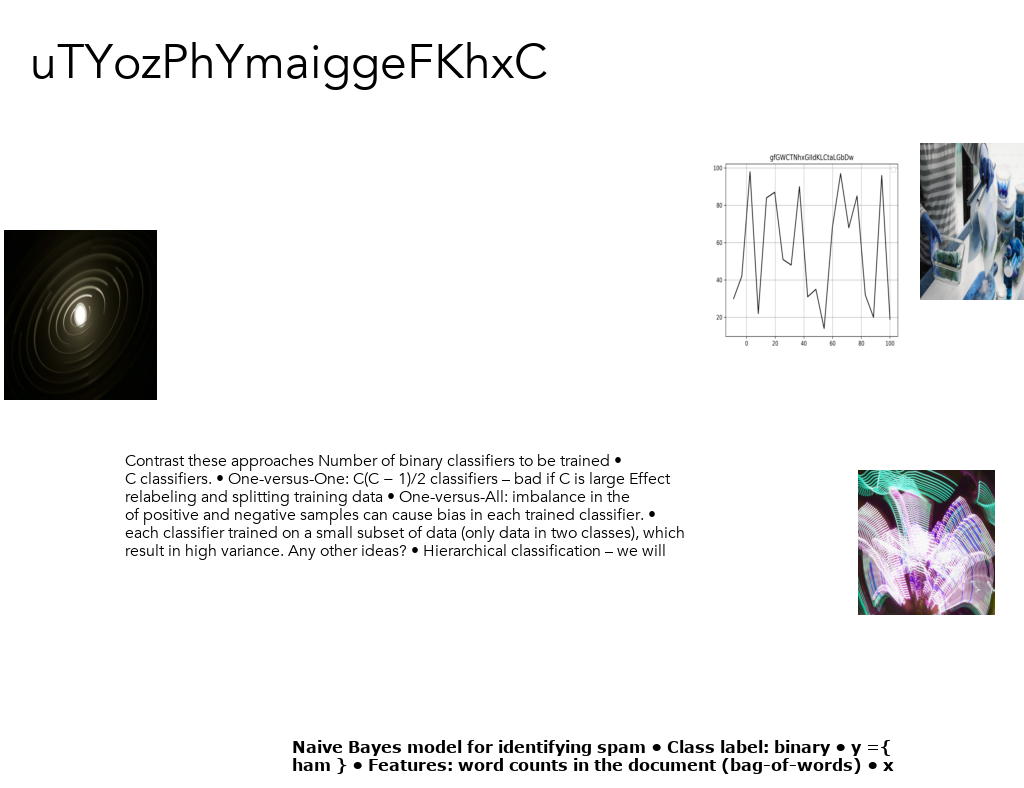 uTYozPhYmaiggeFKhxC
gfGWCTNhxGIldKLCtaLGbDw
100
80
60
40
20
0 20 40 60 80 100
Contrast these approaches Number of binary classifiers to be trained •
C classifiers. • One-versus-One: C(C − 1)/2 classifiers – bad if C is large Effect
relabeling and splitting training data • One-versus-All: imbalance in the
of positive and negative samples can cause bias in each trained classifier. •
each classifier trained on a small subset of data (only data in two classes), which
result in high variance. Any other ideas? • Hierarchical classification – we will
Naive Bayes model for identifying spam • Class label: binary • y ={
ham } • Features: word counts in the document (bag-of-words) • x